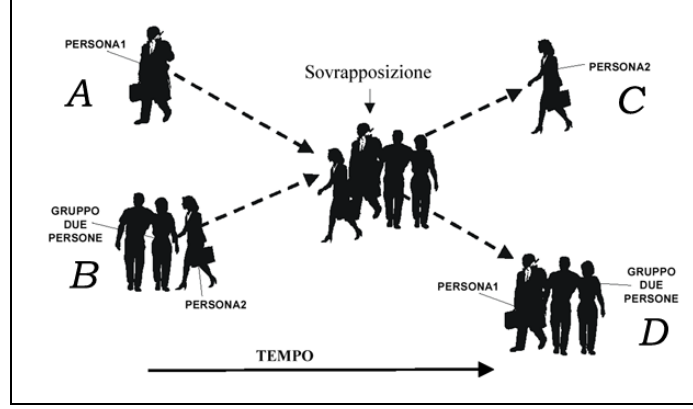 PERSONA1
A
Sovrapposizione
PERSONA2
C
GRUPPO
DUE
PERSONE
B
PERSONA2
PERSONA1
GRUPPO
DUE
PERSONE
D
TEMPO